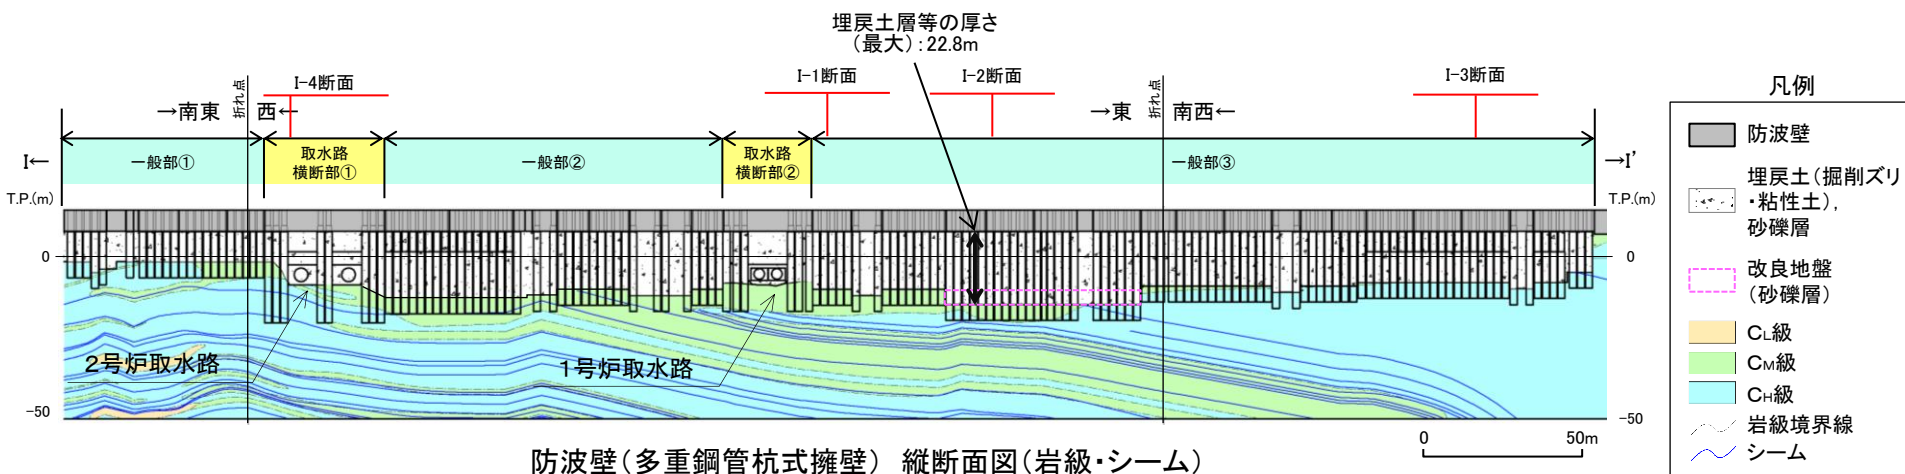 埋戻土層等の厚さ
(最大):22.8m
I-4断面
I-1断面
I-2断面
I-3断面
→南東
折れ点
西←
→東
折れ点
南西←
I←
一般部①
取水路
横断部①
一般部②
取水路
横断部②
一般部③
→I’
T.P.(m)
T.P.(m)
0
0
2号炉取水路
1号炉取水路
-50
-50
0
50m
防波壁(多重鋼管杭式擁壁) 縦断面図(岩級・シーム)
凡例
防波壁
埋戻土(掘削ズリ
・粘性土),
砂礫層
改良地盤
(砂礫層)
CL級
CM級
CH級
岩級境界線
シーム